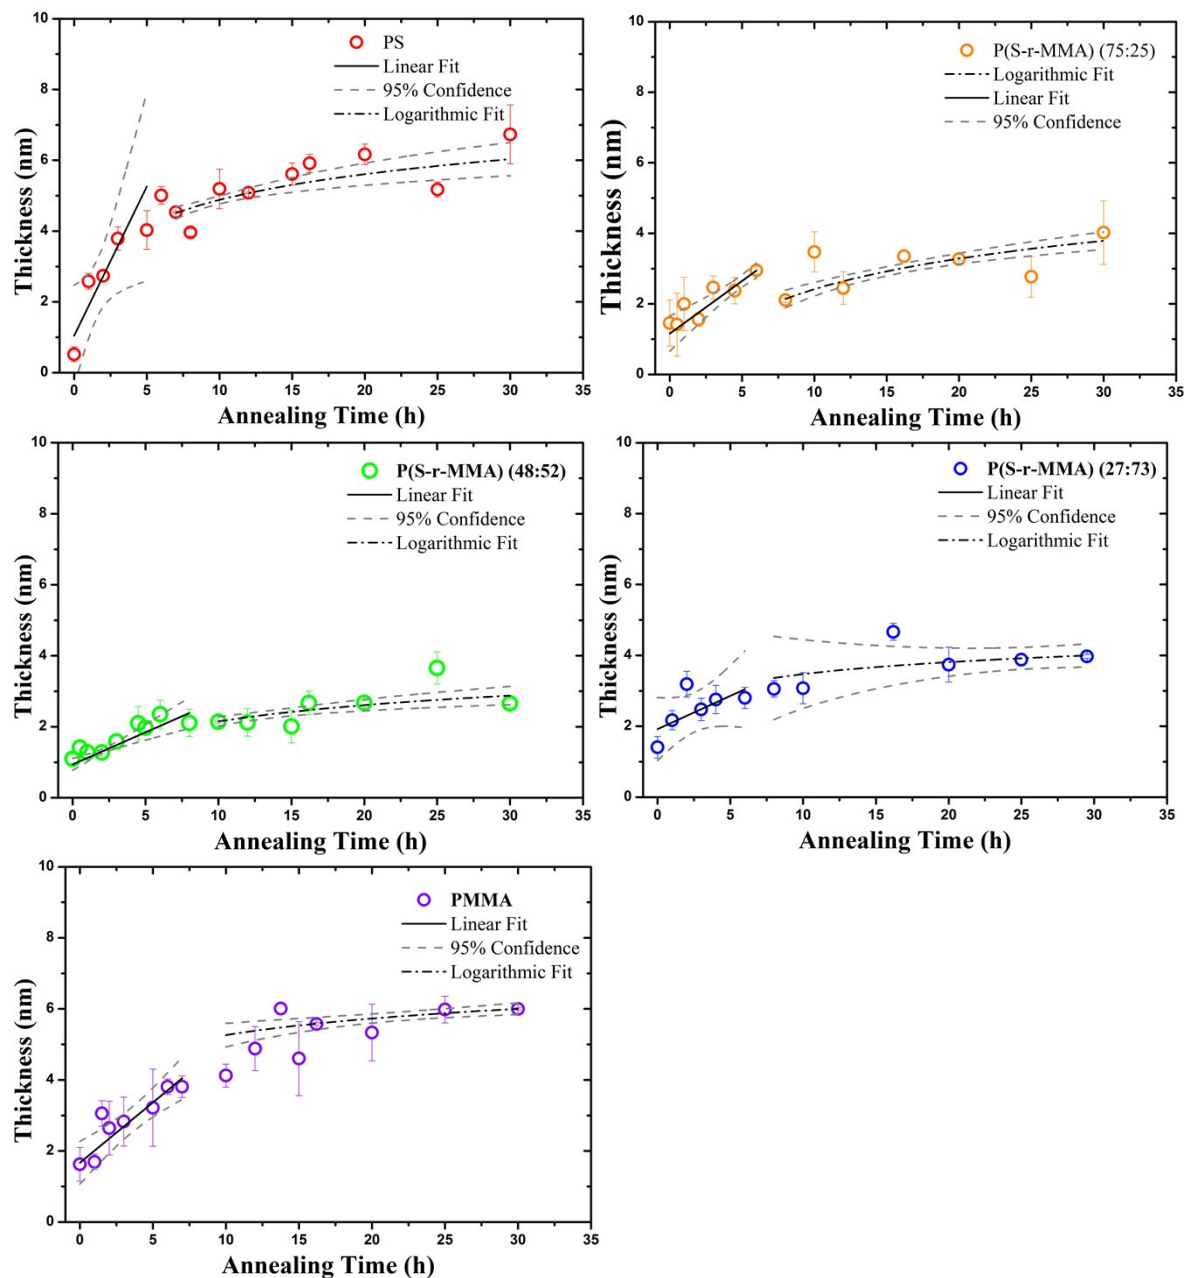 PS
Linear Fit
95% Confidence
Logarithmic Fit
Thickness (nm)
10
8
6
4
2
0
0 5 10 15 20 25 30 35
Annealing Time (h)
P(S-r-MMA) (75:25)
Logarithmic Fit
Linear Fit
95% Confidence
Thickness (nm)
10
8
6
4
2
0
0 5 10 15 20 25 30 35
Annealing Time (h)
P(S-r-MMA) (48:52)
Linear Fit
95% Confidence
Logarithmic Fit
Thickness (nm)
10
8
6
4
2
0
0 5 10 15 20 25 30 35
Annealing Time (h)
P(S-r-MMA) (27:73)
Linear Fit
95% Confidence
Logarithmic Fit
Thickness (nm)
10
8
6
4
2
0
0 5 10 15 20 25 30 35
Annealing Time (h)
PMMA
Linear Fit
95% Confidence
Logarithmic Fit
Thickness (nm)
10
8
6
4
2
0
0 5 10 15 20 25 30 35
Annealing Time (h)